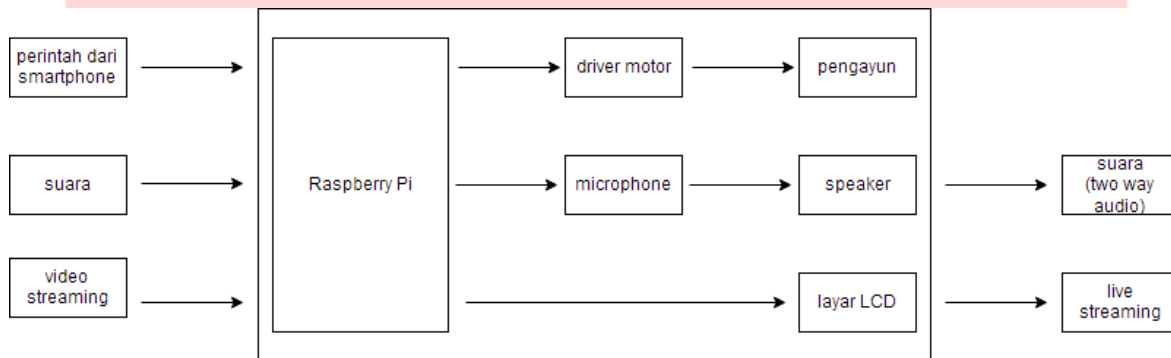 perintah dari
smartphone
driver motor
pengayun
suara
Raspberry Pi
microphone
speaker
suara
(two way
audio)
video
streaming
layar LCD
live
streaming